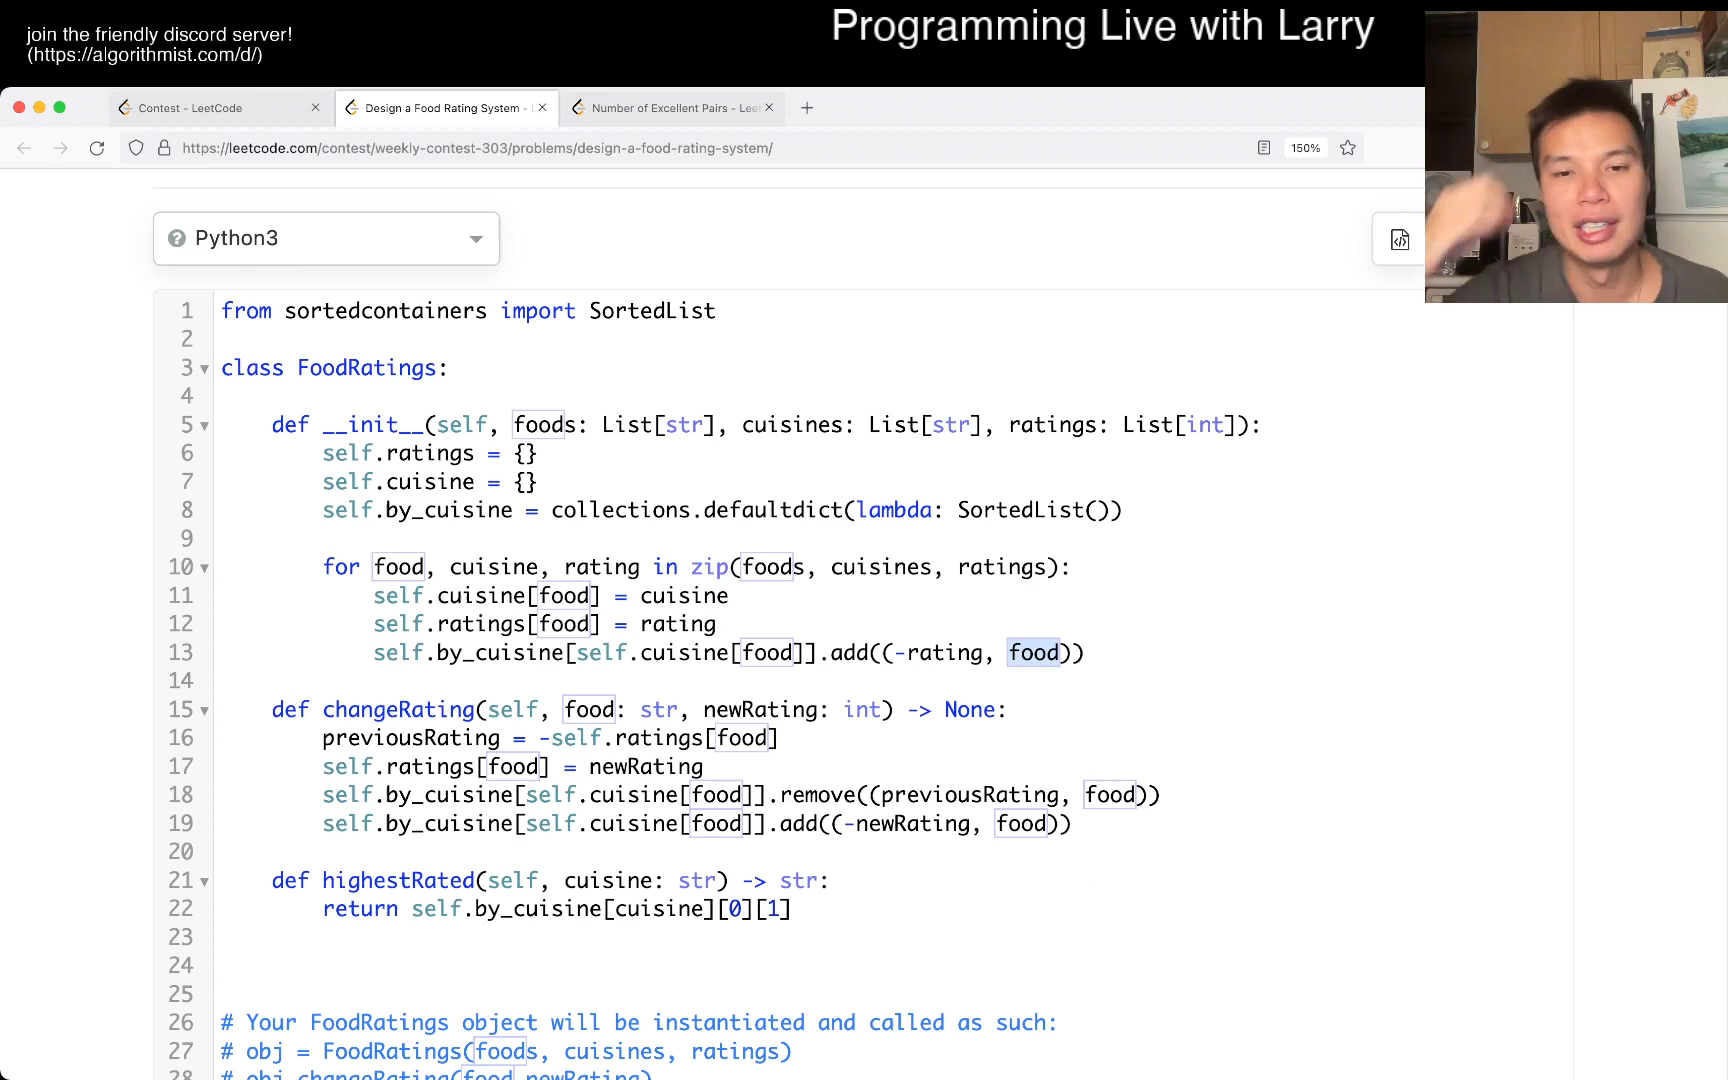 join the friendly discord server!
(https://algorithmist.com/d/)
Programming Live with Larry
Contest - LeetCode
Design a Food Rating System -
Number of Excellent Pairs - Lee
https://leetcode.com/contest/weekly-contest-303/problems/design-a-food-rating-system/
150%
Python3
1 from sortedcontainers import SortedList
2
3 class FoodRatings:
4
5 def __init__(self, foods: List[str], cuisines: List[str], ratings: List[int]):
6 self.ratings = {}
7 self.cuisine = {}
8 self.by_cuisine = collections.defaultdict(lambda: SortedList())
9
10 for food, cuisine, rating in zip(foods, cuisines, ratings):
11 self.cuisine[food] = cuisine
12 self.ratings[food] = rating
13 self.by_cuisine[self.cuisine[food]].add((-rating, food))
14
15 def changeRating(self, food: str, newRating: int) -> None:
16 previousRating = -self.ratings[food]
17 self.ratings[food] = newRating
18 self.by_cuisine[self.cuisine[food]].remove((previousRating, food))
19 self.by_cuisine[self.cuisine[food]].add((-newRating, food))
20
21 def highestRated(self, cuisine: str) -> str:
22 return self.by_cuisine[cuisine][0][1]
23
24
25
26 # Your FoodRatings object will be instantiated and called as such:
27 # obj = FoodRatings(foods, cuisines, ratings)
28 # obj.changeRating(food,newRating)